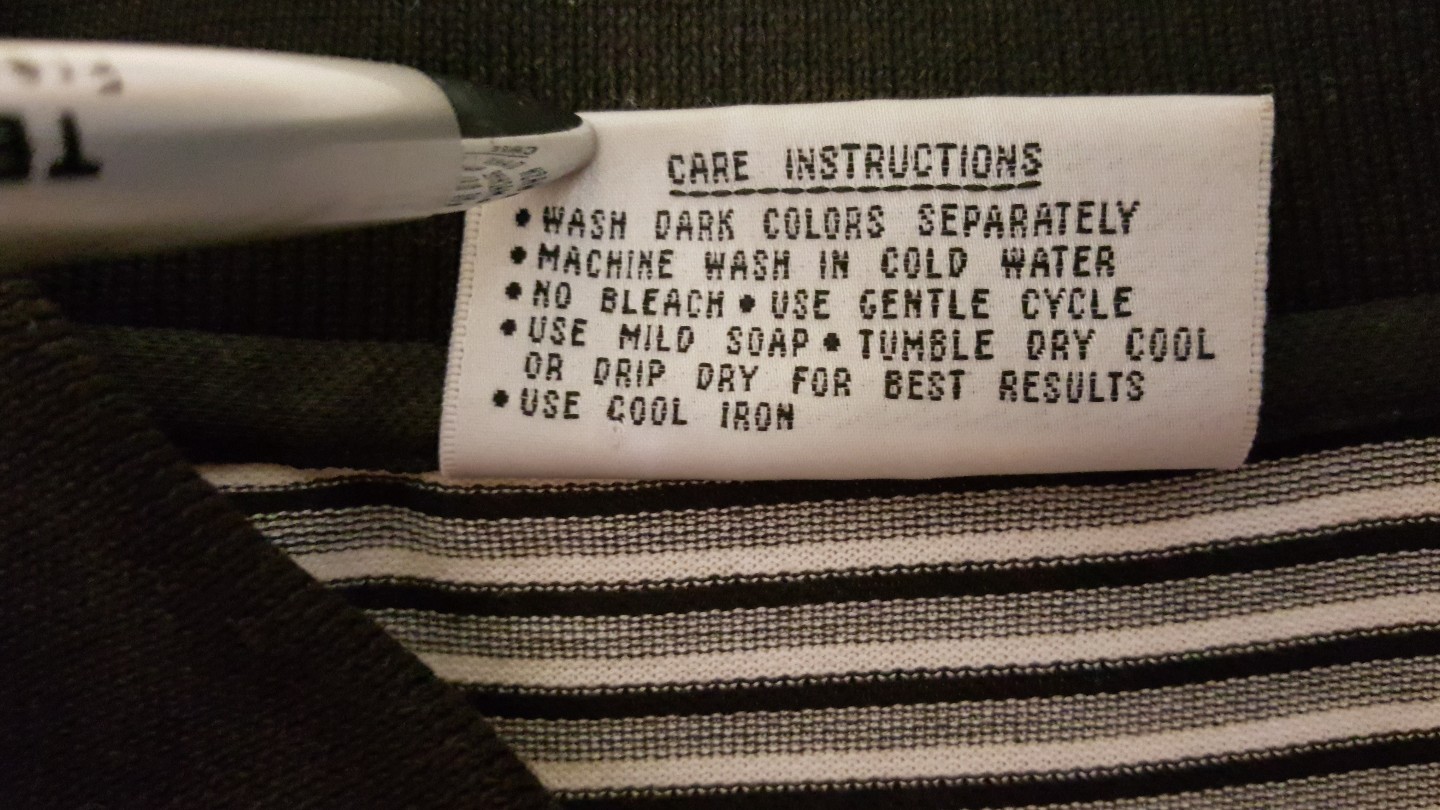 CARE INSTRUCTIONS
• WASH DARK COLORS SEPARATELY
• MACHINE WASH IN COLD WATER
• NO BLEACH • USE GENTLE CYCLE
• USE MILD SOAP • TUMBLE DRY COOL
OR DRIP DRY FOR BEST RESULTS
• USE COOL IRON